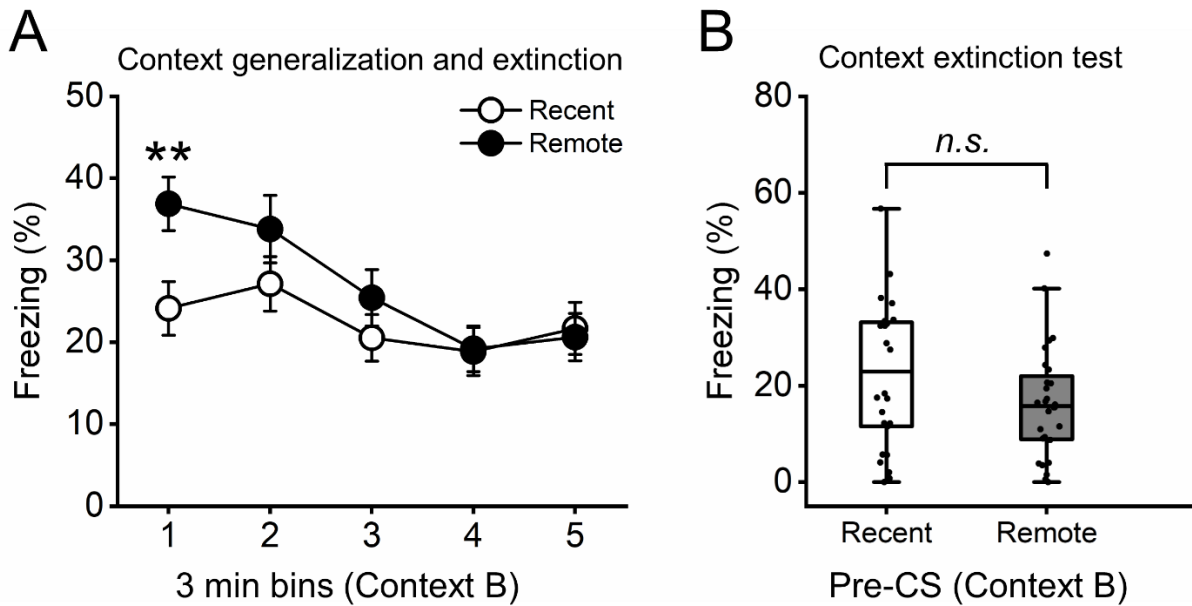 A
Context generalization and extinction
50
40
30
20
10
0
Freezing (%)
Recent
Remote
**
1 2 3 4 5
3 min bins (Context B)
B
Context extinction test
80
60
40
20
0
Freezing (%)
n.s.
Recent Remote
Pre-CS (Context B)